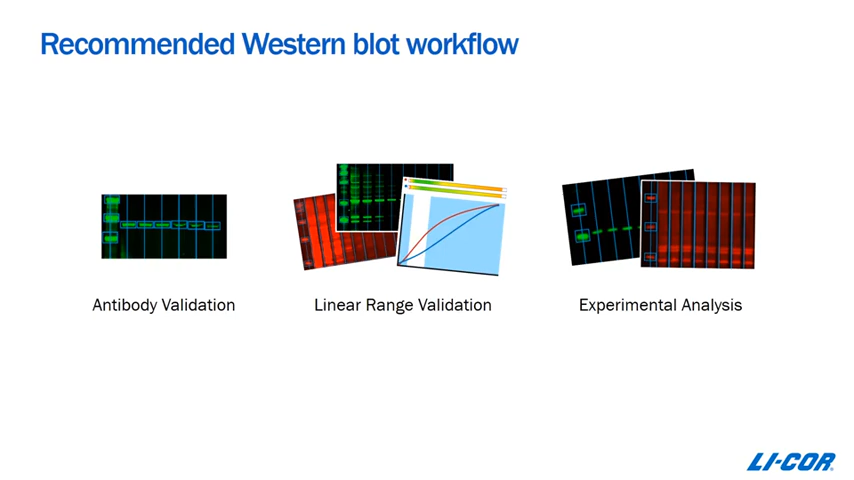 Recommended Western blot workflow
Antibody Validation
Linear Range Validation
Experimental Analysis
LI-COR®